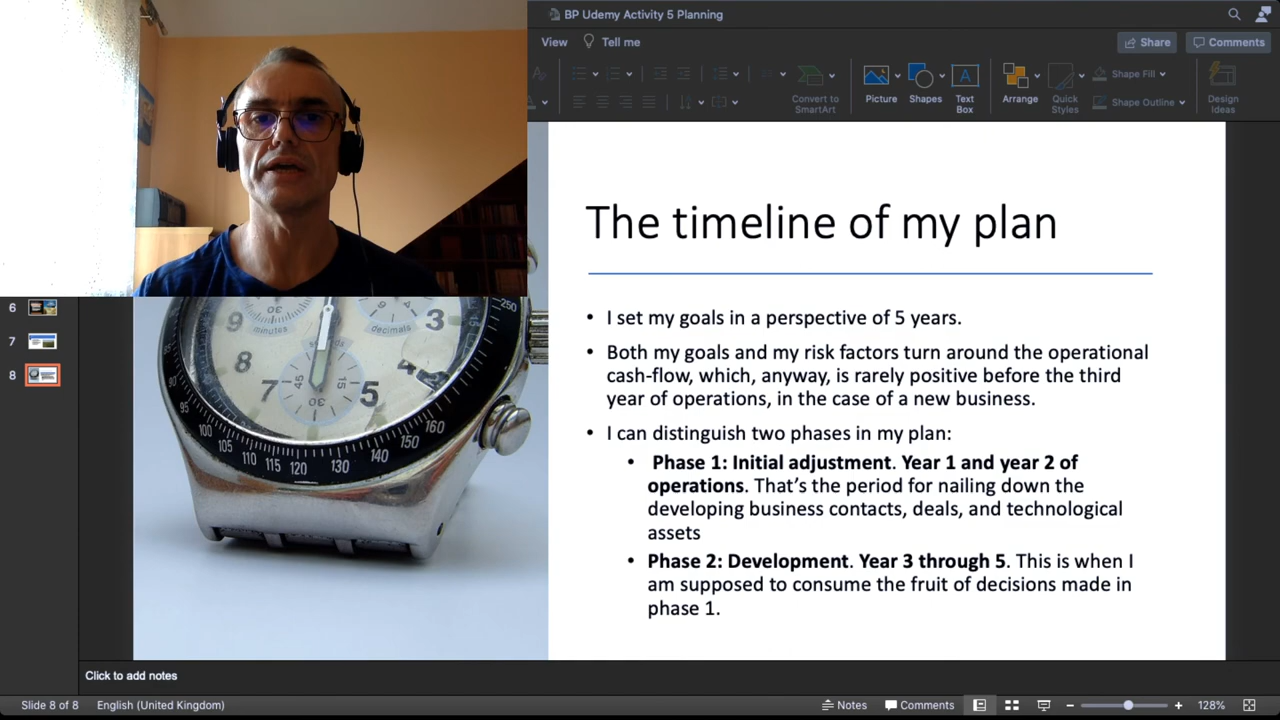 BP Udemy Activity 5 Planning
View
Tell me
Share
Comments
Convert to
SmartArt
Picture
Shapes
Text
Box
Arrange
Quick
Styles
Shape Fill
Shape Outline
Design
Ideas
6
7
8
The timeline of my plan
• I set my goals in a perspective of 5 years.
• Both my goals and my risk factors turn around the operational
cash-flow, which, anyway, is rarely positive before the third
year of operations, in the case of a new business.
• I can distinguish two phases in my plan:
• Phase 1: Initial adjustment. Year 1 and year 2 of
operations. That's the period for nailing down the
developing business contacts, deals, and technological
assets
• Phase 2: Development. Year 3 through 5. This is when I
am supposed to consume the fruit of decisions made in
phase 1.
9
8
7
5
3
30
minutes
decimals
45
15
30
250
95
100
105
110
115
120
130
140
150
160
Click to add notes
Slide 8 of 8
English (United Kingdom)
Notes
Comments
128%